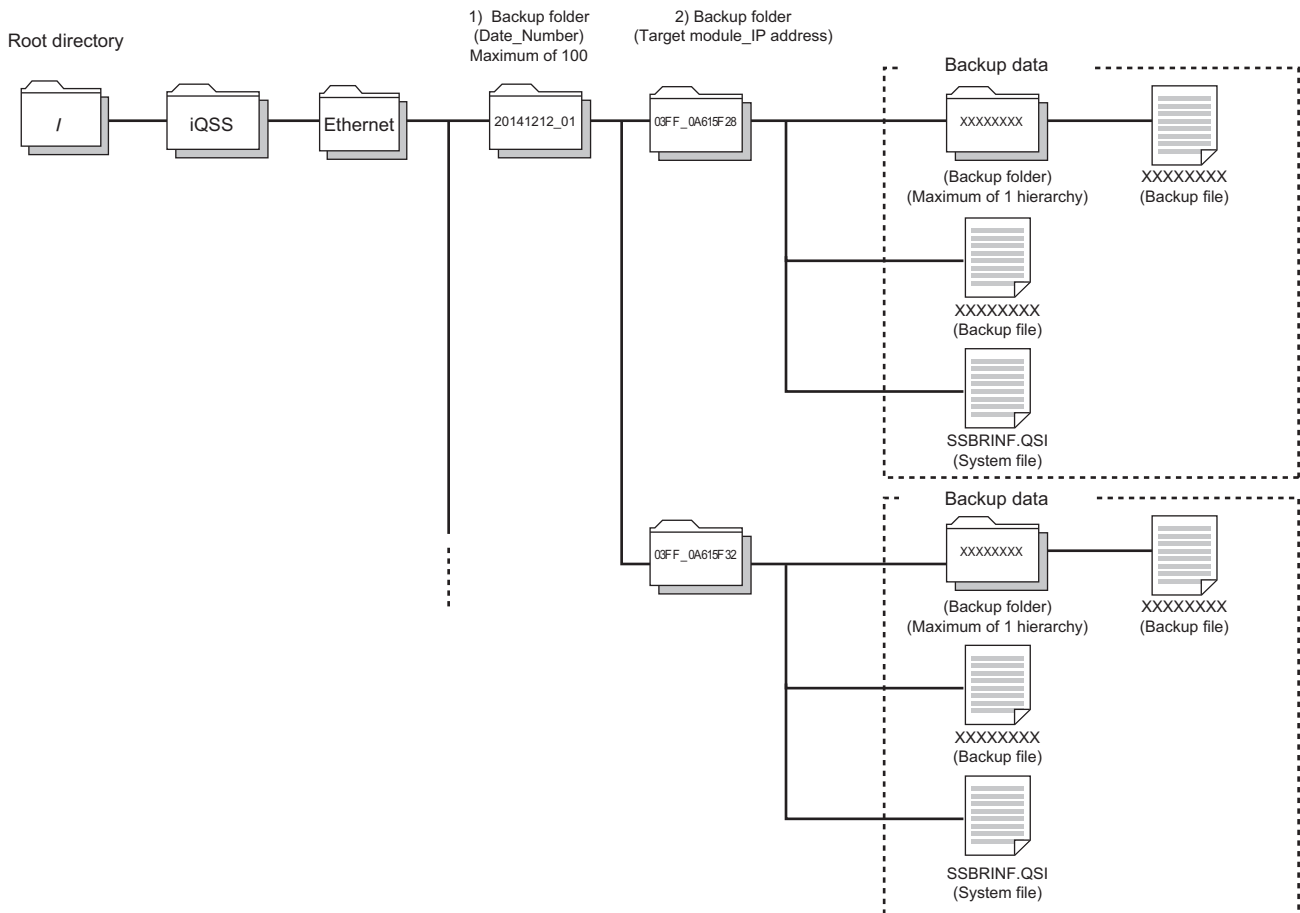 1) Backup folder
(Date_Number)
Maximum of 100
2) Backup folder
(Target module_IP address)
Root directory
/
iQSS
Ethernet
20141212_01
03FF_0A615F28
Backup data
XXXXXXXX
(Backup folder)
(Maximum of 1 hierarchy)
XXXXXXXX
(Backup file)
XXXXXXXX
(Backup file)
SSBRINF.QSI
(System file)
03FF_0A615F32
Backup data
XXXXXXXX
(Backup folder)
(Maximum of 1 hierarchy)
XXXXXXXX
(Backup file)
XXXXXXXX
(Backup file)
SSBRINF.QSI
(System file)